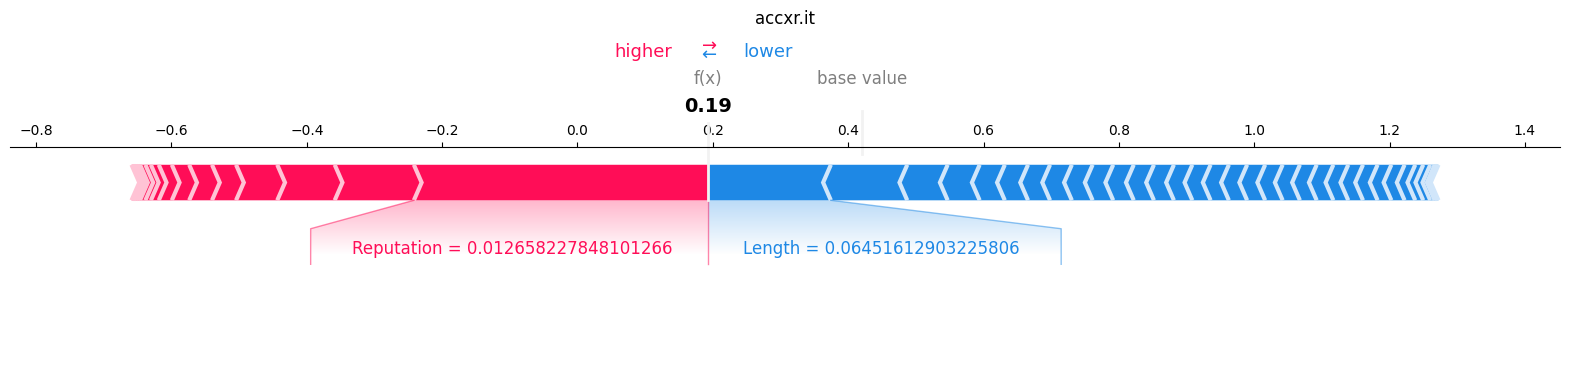 accxr.it
higher → ← lower
f(x) base value
0.19
−0.8 −0.6 −0.4 −0.2 0.0 0.2 0.4 0.6 0.8 1.0 1.2 1.4
Reputation = 0.012658227848101266 Length = 0.06451612903225806